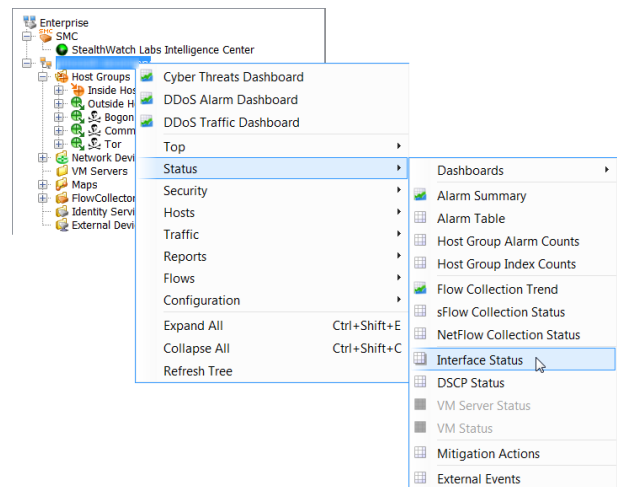 Enterprise
SMC
SMC
StealthWatch Labs Intelligence Center
Host Groups
Inside Hos
Outside H
Bogon
Comm
Tor
Network Devi
VM Servers
Maps
FlowCollector
Identity Servi
External Devi
Cyber Threats Dashboard
DDoS Alarm Dashboard
DDoS Traffic Dashboard
Top
Status
Security
Hosts
Traffic
Reports
Flows
Configuration
Expand All Ctrl+Shift+E
Collapse All Ctrl+Shift+C
Refresh Tree
Dashboards
Alarm Summary
Alarm Table
Host Group Alarm Counts
Host Group Index Counts
Flow Collection Trend
sFlow Collection Status
NetFlow Collection Status
Interface Status
DSCP Status
VM Server Status
VM Status
Mitigation Actions
External Events